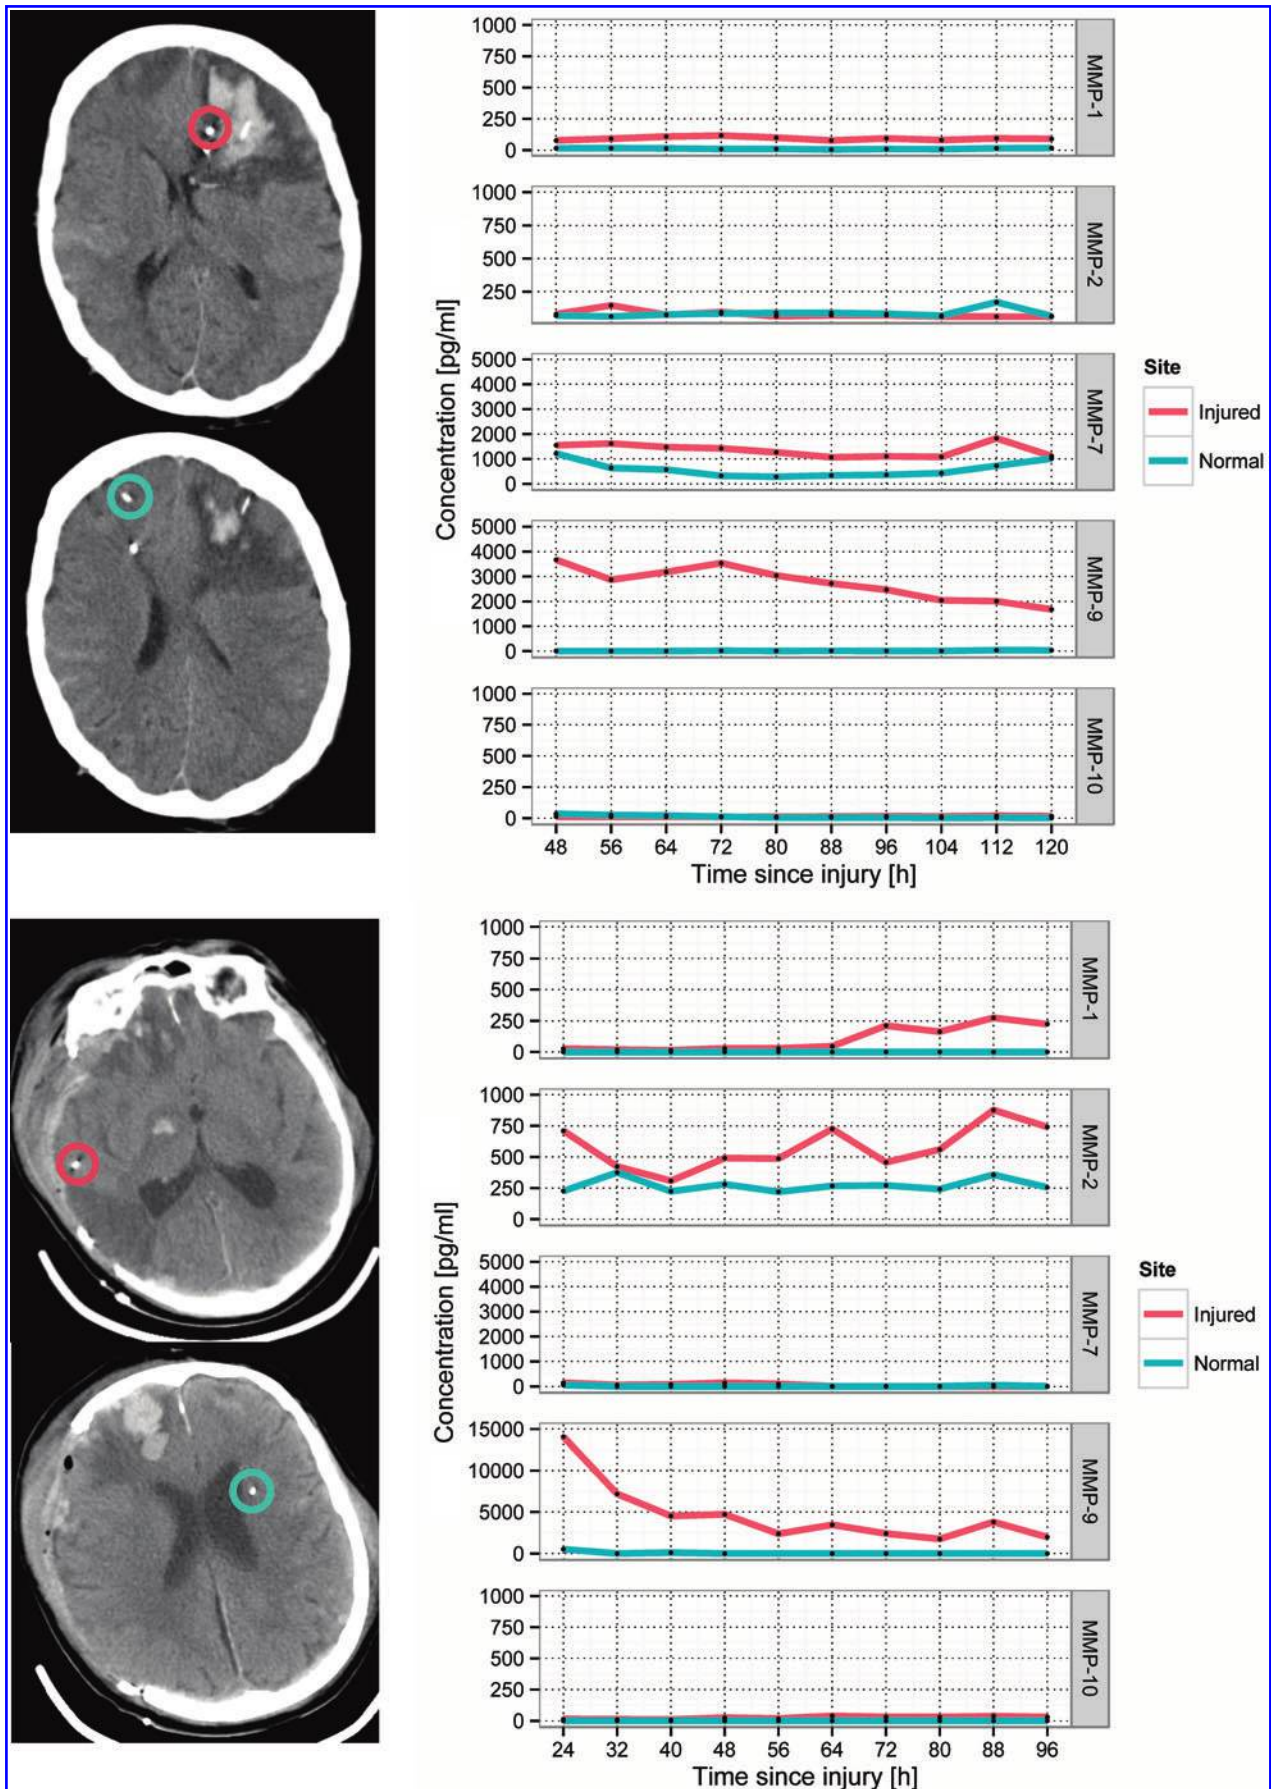 1000
750
500
250
0
MMP-1
1000
750
500
250
MMP-2
5000
4000
3000
2000
1000
0
MMP-7
5000
4000
3000
2000
1000
0
MMP-9
1000
750
500
250
0
MMP-10
48 56 64 72 80 88 96 104 112 120
Time since injury [h]
Concentration [pg/ml]
Site
Injured
Normal
1000
750
500
250
0
MMP-1
1000
750
500
250
0
MMP-2
5000
4000
3000
2000
1000
0
MMP-7
15000
10000
5000
0
MMP-9
1000
750
500
250
0
MMP-10
24 32 40 48 56 64 72 80 88 96
Time since injury [h]
Concentration [pg/ml]
Site
Injured
Normal